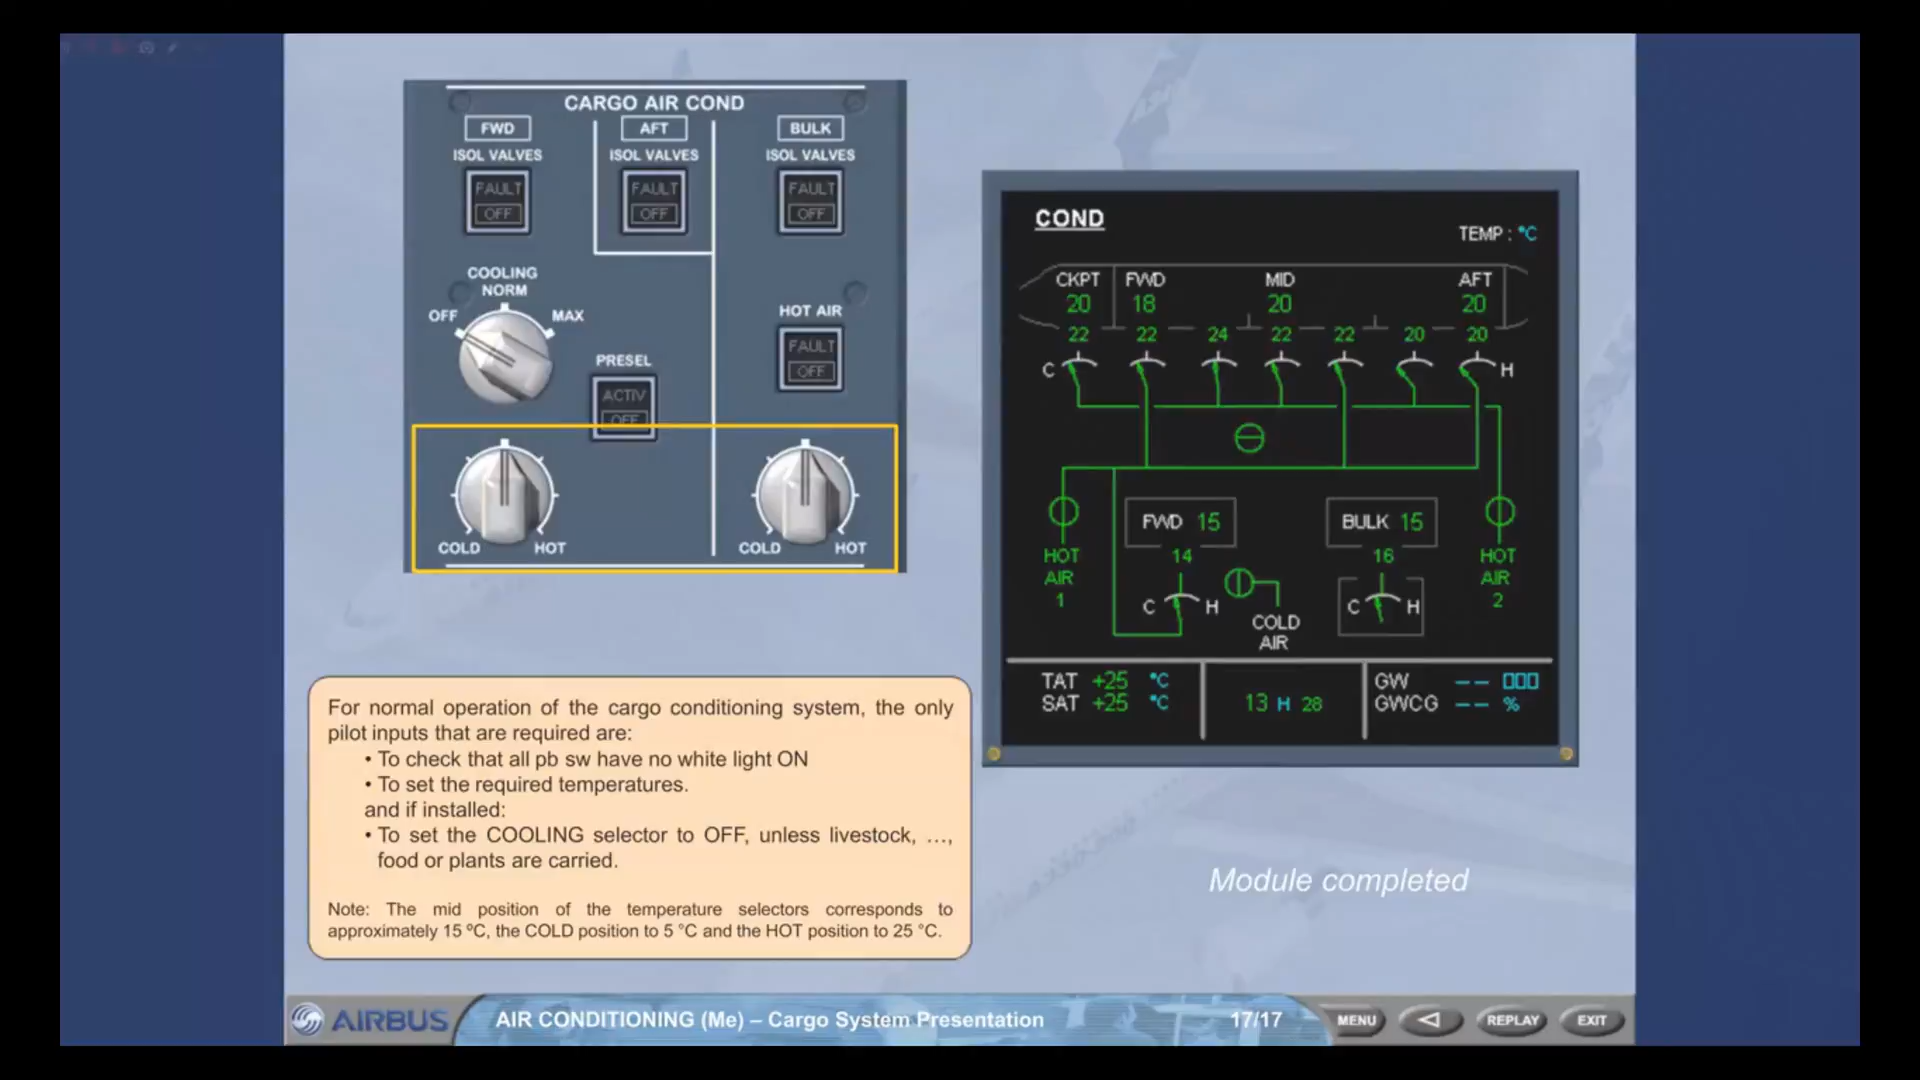 CARGO AIR COND
FWD AFT BULK
ISOL VALVES ISOL VALVES ISOL VALVES
FAULT FAULT FAULT
OFF OFF OFF
COOLING
NORM
OFF MAX
HOT AIR
FAULT
OFF
PRESEL
ACTIV
OFF
COLD HOT COLD HOT
COND
TEMP : °C
CKPT FWD MID AFT
20 18 20 20
22 22 24 22 22 20 20
C H
FWD 15 BULK 15
14 16
HOT
AIR
1
HOT
AIR
2
C H
COLD
AIR
C H
TAT +25 °C
SAT +25 °C
13 H 28
GW -- 
GWCG -- %
For normal operation of the cargo conditioning system, the only
pilot inputs that are required are:
• To check that all pb sw have no white light ON
• To set the required temperatures.
and if installed:
• To set the COOLING selector to OFF, unless livestock, …,
food or plants are carried.
Note: The mid position of the temperature selectors corresponds to
approximately 15 ºC, the COLD position to 5 °C and the HOT position to 25 °C.
Module completed
AIRBUS
AIR CONDITIONING (Me) – Cargo System Presentation
17/17
MENU
REPLAY
EXIT